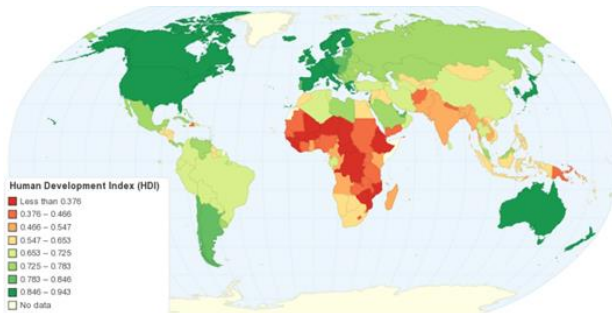 Human Development Index (HDI)
Less than 0.376
0.376 – 0.466
0.466 – 0.547
0.547 – 0.653
0.653 – 0.725
0.725 – 0.783
0.783 – 0.846
0.846 – 0.943
No data